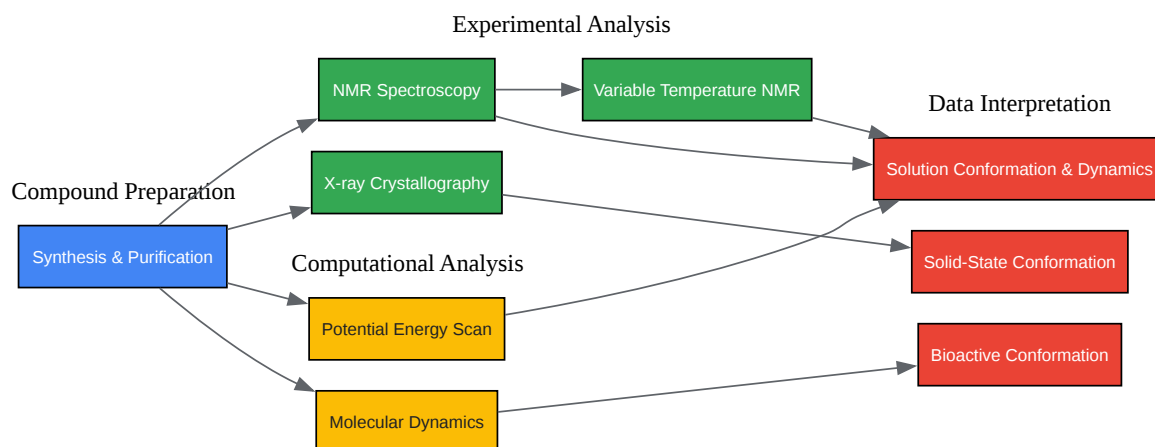 Experimental Analysis
NMR Spectroscopy
Variable Temperature NMR
Data Interpretation
Solution Conformation & Dynamics
X-ray Crystallography
Compound Preparation
Synthesis & Purification
Computational Analysis
Solid-State Conformation
Potential Energy Scan
Bioactive Conformation
Molecular Dynamics